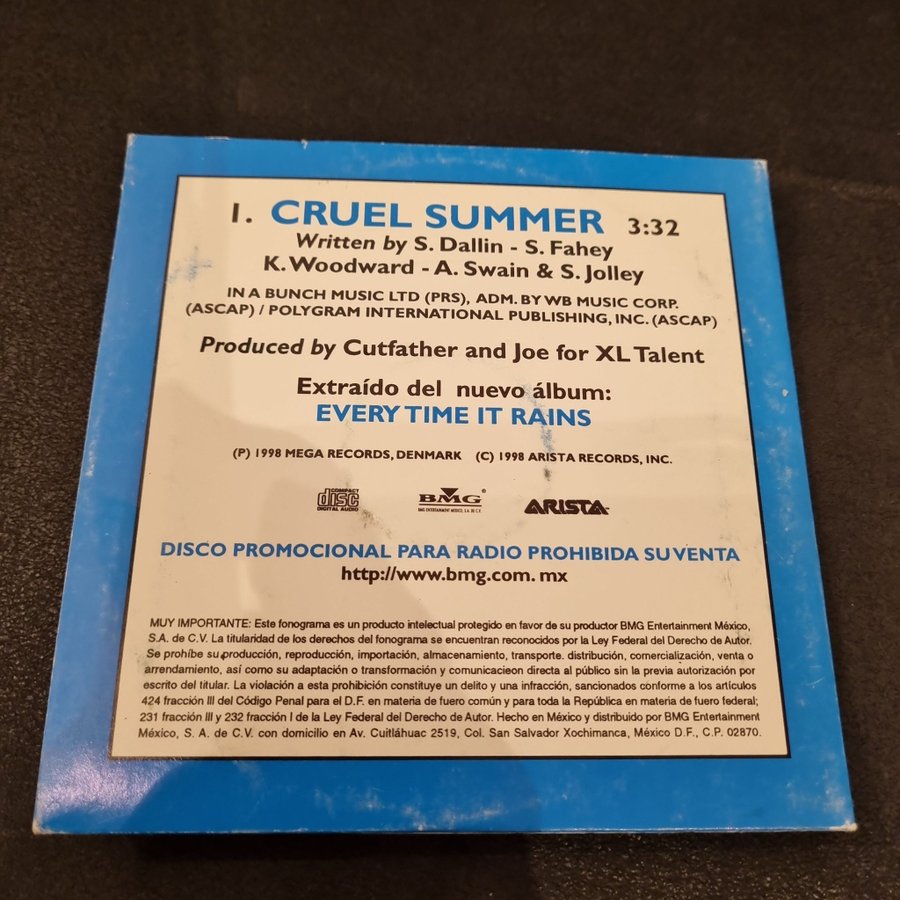 1. CRUEL SUMMER 3:32
Written by S. Dallin - S. Fahey
K. Woodward - A. Swain & S. Jolley
IN A BUNCH MUSIC LTD (PRS), ADM. BY WB MUSIC CORP.
(ASCAP) / POLYGRAM INTERNATIONAL PUBLISHING, INC. (ASCAP)
Produced by Cutfather and Joe for XL Talent
Extraído del nuevo álbum:
EVERY TIME IT RAINS
(P) 1998 MEGA RECORDS, DENMARK (C) 1998 ARISTA RECORDS, INC.
COMPACT disc DIGITAL AUDIO
BMG
BMG ENTERTAINMENT MEXICO, S.A. DE C.V.
ARISTA
DISCO PROMOCIONAL PARA RADIO PROHIBIDA SU VENTA
http://www.bmg.com. mx
MUY IMPORTANTE: Este fonograma es un producto intelectual protegido en favor de su productor BMG Entertainment México,
S.A. de C.V. La titularidad de los derechos del fonograma se encuentran reconocidos por la Ley Federal del Derecho de Autor.
Se prohíbe su producción, reproducción, importación, almacenamiento, transporte. distribución, comercialización, venta o
arrendamiento, así como su adaptación o transformación y comunicacieon directa al público sin la previa autorización por
escrito del titular. La violación a esta prohibición constituye un delito y una infracción, sancionados conforme a los artículos
424 fracción III del Código Penal para el D.F. en materia de fuero común y para toda la República en materia de fuero federal;
231 fracción III y 232 fracción I de la Ley Federal del Derecho de Autor. Hecho en México y distribuido por BMG Entertainment
México, S. A. de C.V. con domicilio en Av. Cuitláhuac 2519, Col. San Salvador Xochimanca, México D.F., C.P. 02870.